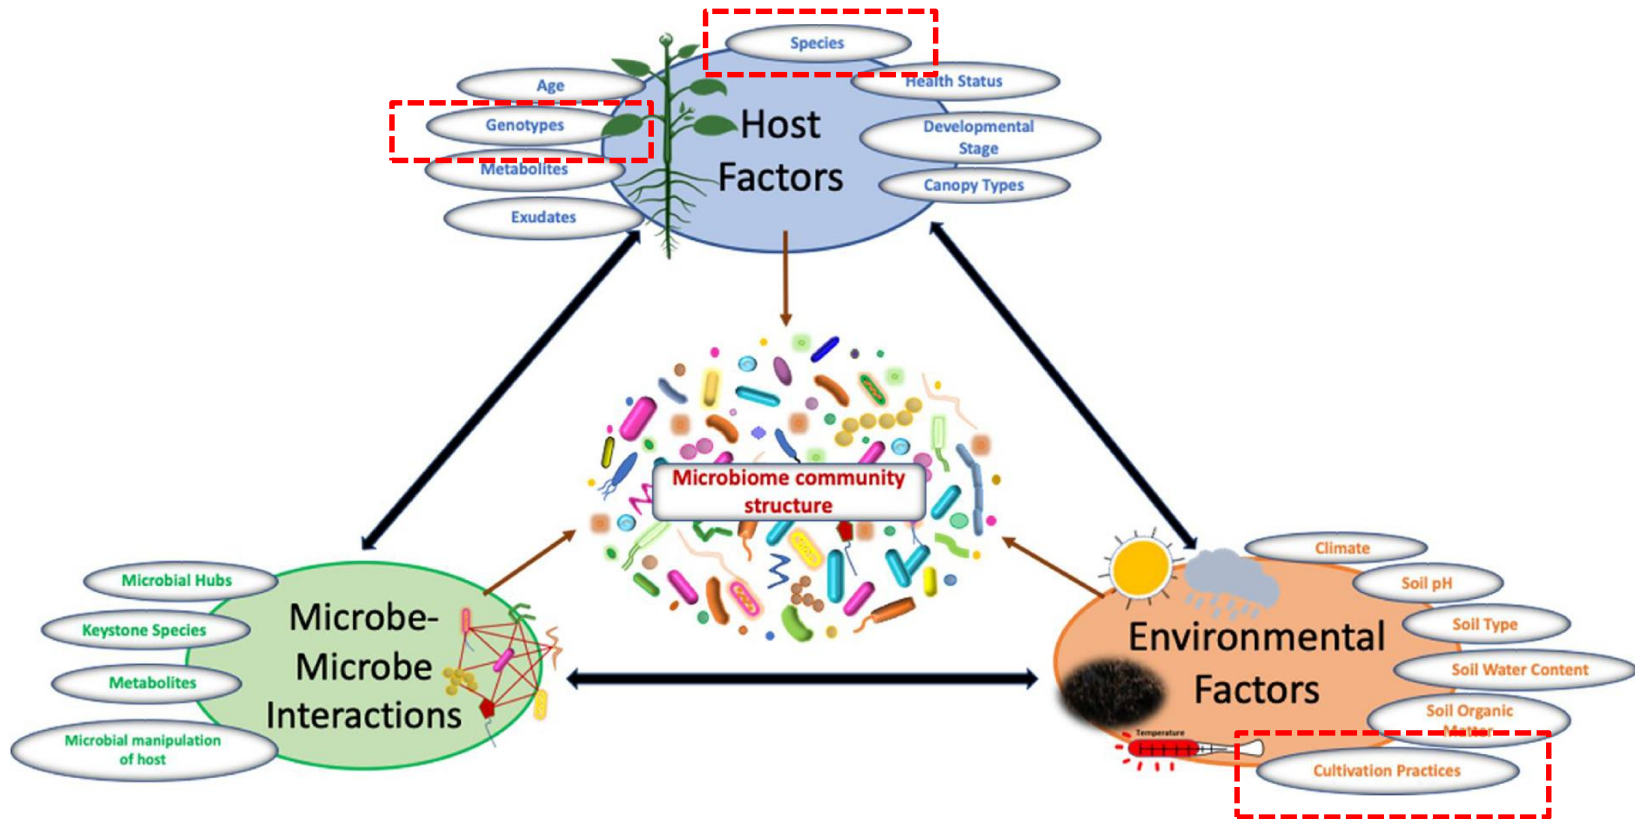 Species
Age
Health Status
Genotypes
Developmental
Stage
Metabolites
Canopy Types
Exudates
Host
Factors
Microbiome community
structure
Microbial Hubs
Keystone Species
Metabolites
Microbial manipulation
of host
Microbe-
Microbe
Interactions
Climate
Soil pH
Soil Type
Soil Water Content
Soil Organic
Matter
Cultivation Practices
Environmental
Factors
Temperature